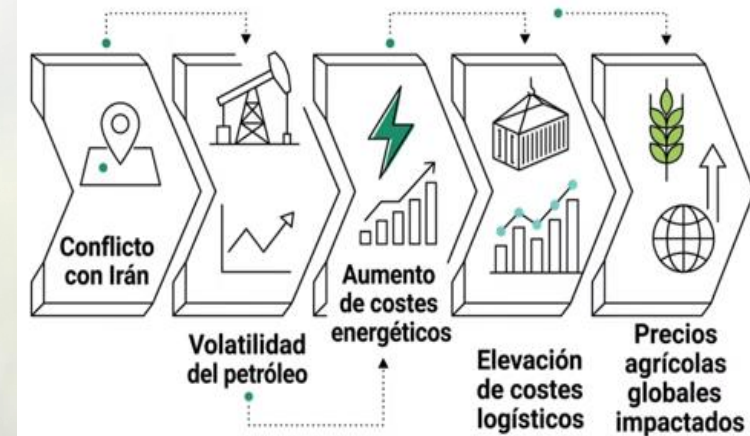 Conflicto
con Irán
Volatilidad
del petróleo
Aumento
de costes
energéticos
Elevación
de costes
logísticos
Precios
agrícolas
globales
impactados